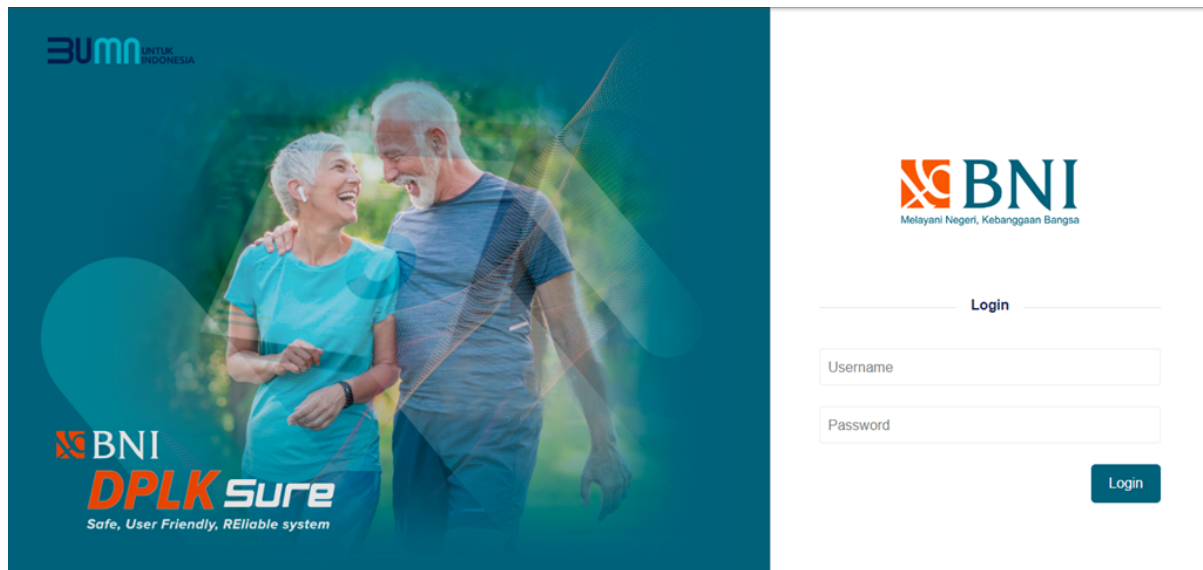 BUMN UNTUK
INDONESIA
BNI
DPLK Sure
Safe, User Friendly, REliable system
BNI
Melayani Negeri, Kebanggaan Bangsa
Login
Username
Password
Login